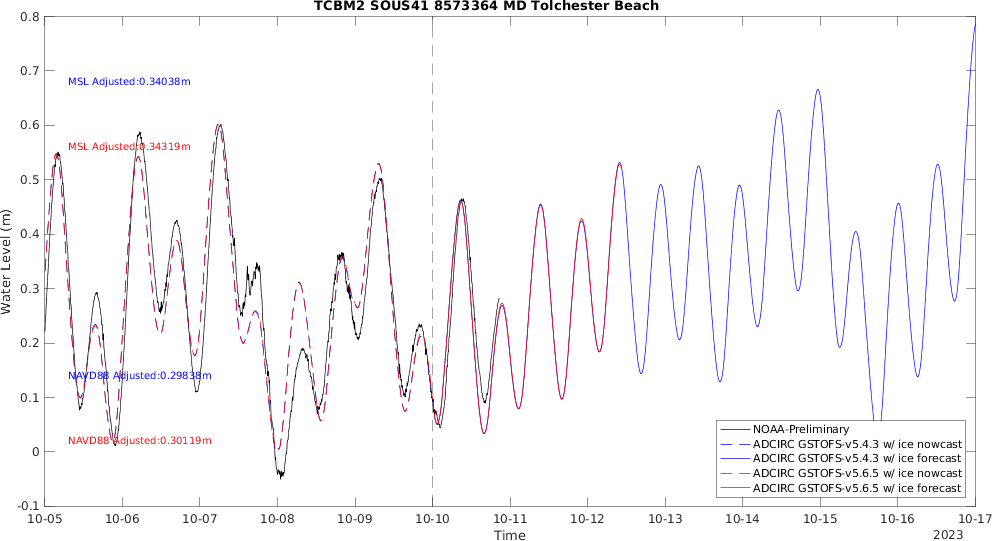 TCBM2 SOUS41 8573364 MD Tolchester Beach
0.8
0.7
0.6
0.5
0.4
0.3
0.2
0.1
0
-0.1
Water Level (m)
MSL Adjusted:0.34038m
MSL Adjusted:0.34319m
NAVD88 Adjusted:0.29838m
NAVD88 Adjusted:0.30119m
NOAA-Preliminary
ADCIRC GSTOFS-v5.4.3 w/ ice nowcast
ADCIRC GSTOFS-v5.4.3 w/ ice forecast
ADCIRC GSTOFS-v5.6.5 w/ ice nowcast
ADCIRC GSTOFS-v5.6.5 w/ ice forecast
10-05 10-06 10-07 10-08 10-09 10-10 10-11 10-12 10-13 10-14 10-15 10-16 10-17
Time
2023